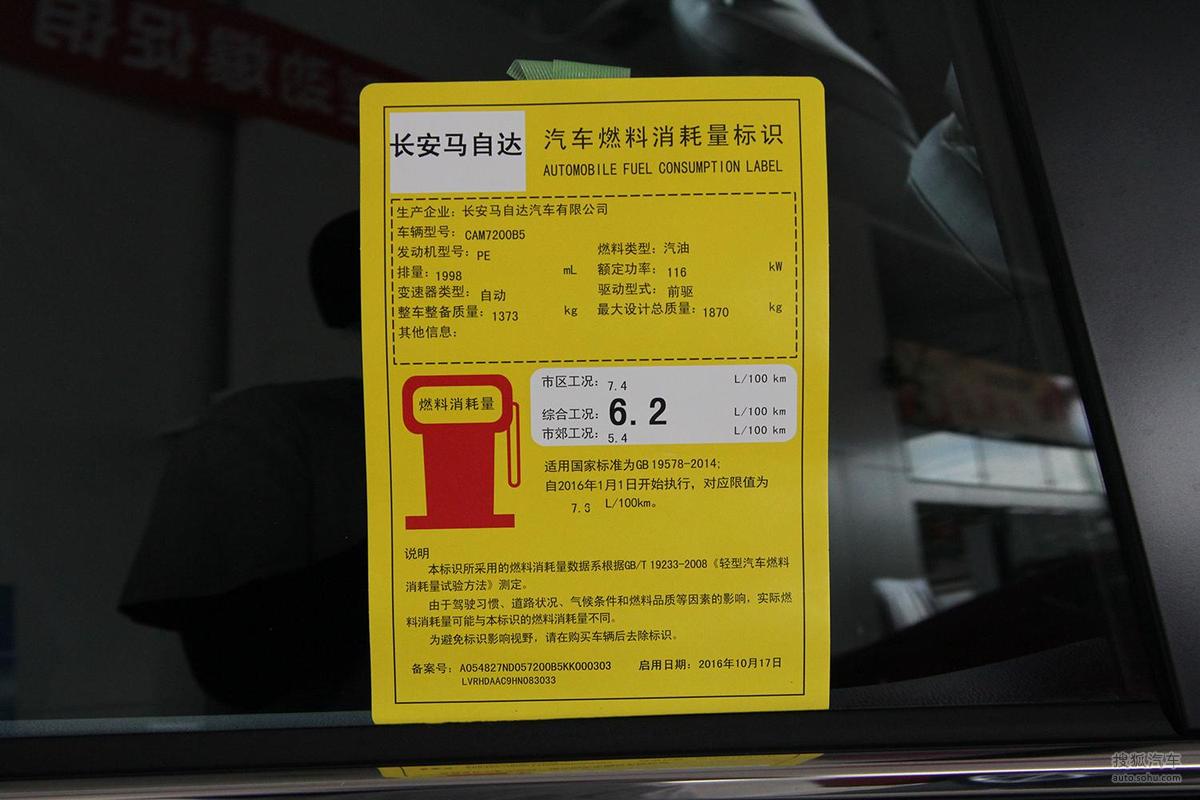 长安马自达
汽车燃料消耗量标识
AUTOMOBILE FUEL CONSUMPTION LABEL
生产企业：长安马自达汽车有限公司
车辆型号：CAM7200B5
发动机型号：PE 燃料类型：汽油
排量：1998 mL 额定功率：116 kW
变速器类型：自动 驱动型式：前驱
整车整备质量：1373 kg 最大设计总质量：1870 kg
其他信息：
燃料消耗量
市区工况：7.4 L/100 km
综合工况：6.2 L/100 km
市郊工况：5.4 L/100 km
适用国家标准为GB 19578-2014;
自2016年1月1日开始执行，对应限值为
L/100km。
说明
本标识所采用的燃料消耗量数据系根据GB/T 19233-2008《轻型汽车燃料
消耗量试验方法》测定。
由于驾驶习惯、道路状况、气候条件和燃料品质等因素的影响，实际燃
料消耗量可能与本标识的燃料消耗量不同。
为避免标识影响视野，请在购买车辆后去除标识。
备案号：A054827ND057200B5KK000303 启用日期：2016年10月17日
LVRHDAAC9HN083033
搜狐汽车
auto.sohu.com